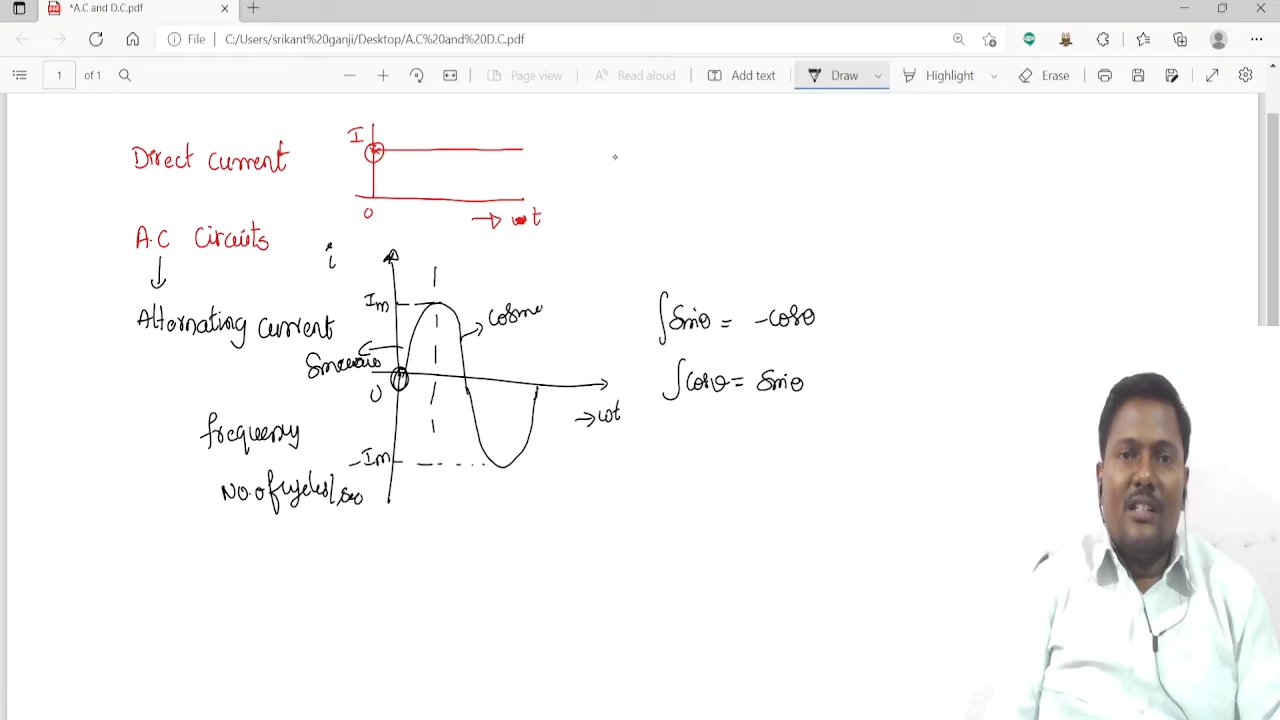 *A.C and D.C.pdf
File C:/Users/srikant%20ganji/Desktop/A.C%20and%20D.C.pdf
1 of 1 Page view Read aloud Add text Draw Highlight Erase
I
Direct current
0
→ t
A.C Circuits
i
Alternating current
Im
cosine
0
→ωt
frequency
-Im
No. of cycles/sec
∫sinθ = -cosθ
∫cosθ = sinθ